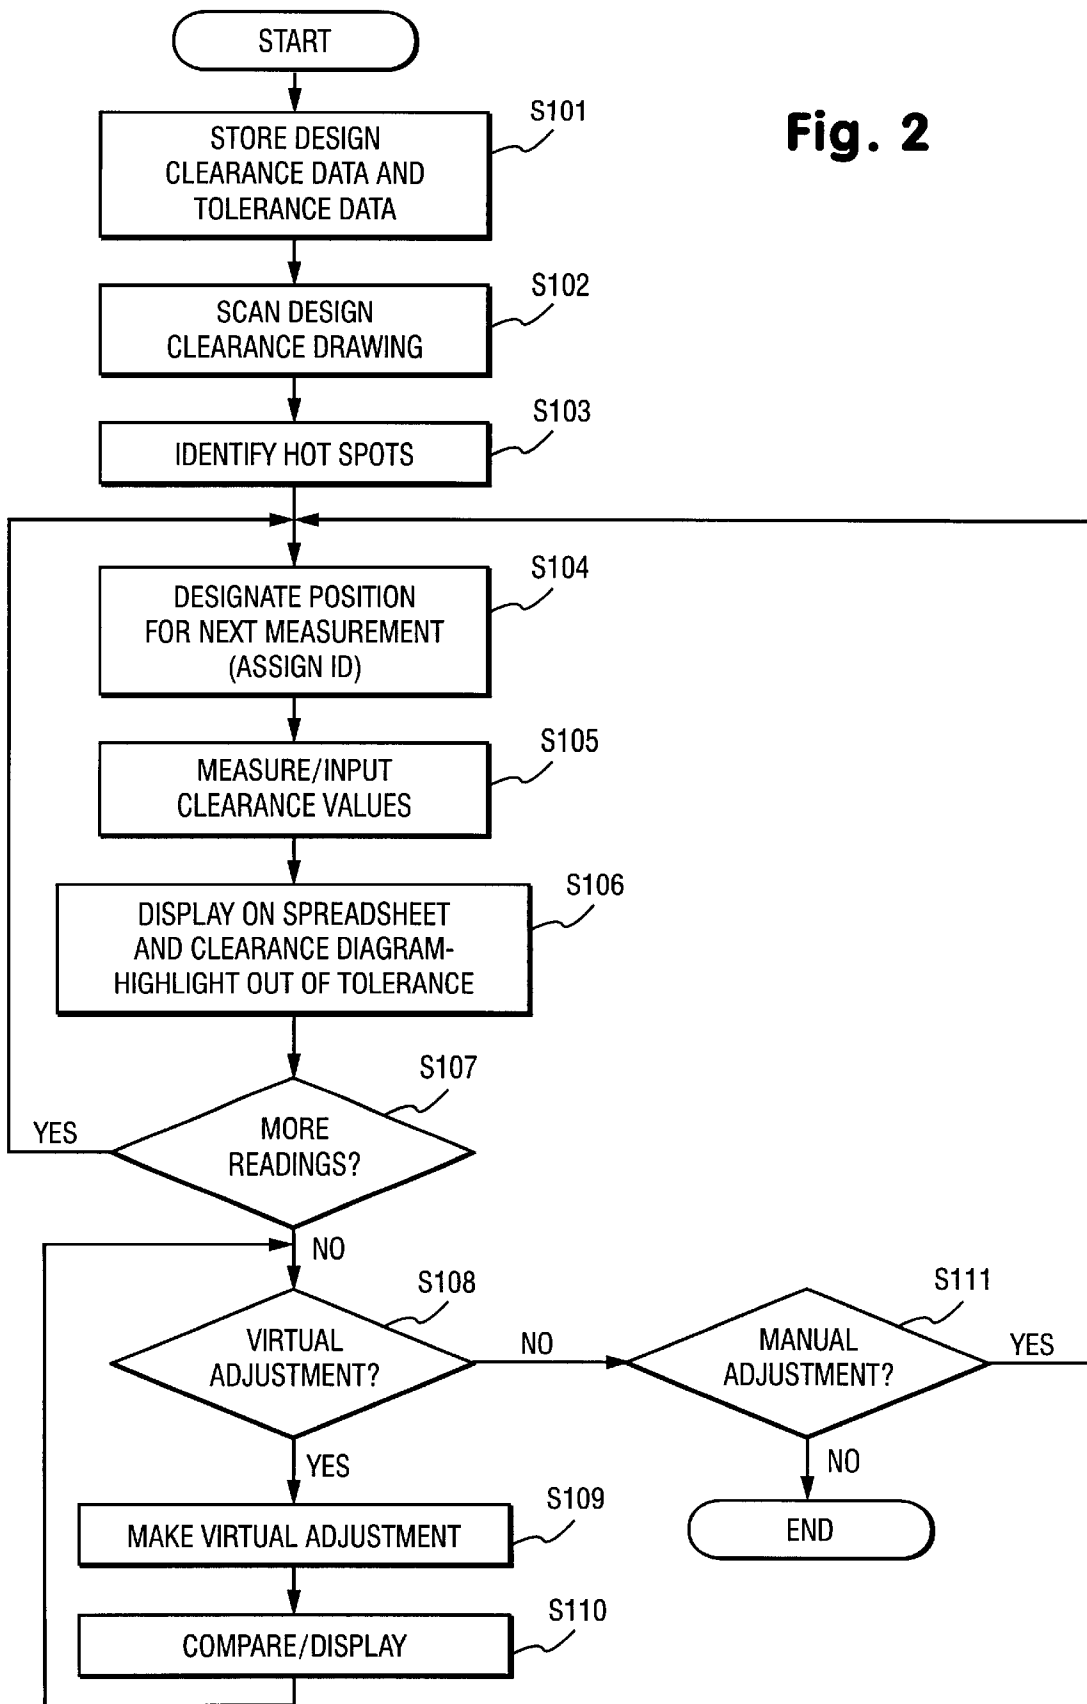 START
Fig. 2
S101
STORE DESIGN
CLEARANCE DATA AND
TOLERANCE DATA
S102
SCAN DESIGN
CLEARANCE DRAWING
S103
IDENTIFY HOT SPOTS
S104
DESIGNATE POSITION
FOR NEXT MEASUREMENT
(ASSIGN ID)
S105
MEASURE/INPUT
CLEARANCE VALUES
S106
DISPLAY ON SPREADSHEET
AND CLEARANCE DIAGRAM-
HIGHLIGHT OUT OF TOLERANCE
S107
YES
MORE
READINGS?
NO
S108
VIRTUAL
ADJUSTMENT?
NO
S111
MANUAL
ADJUSTMENT?
YES
YES
NO
S109
MAKE VIRTUAL ADJUSTMENT
END
S110
COMPARE/DISPLAY